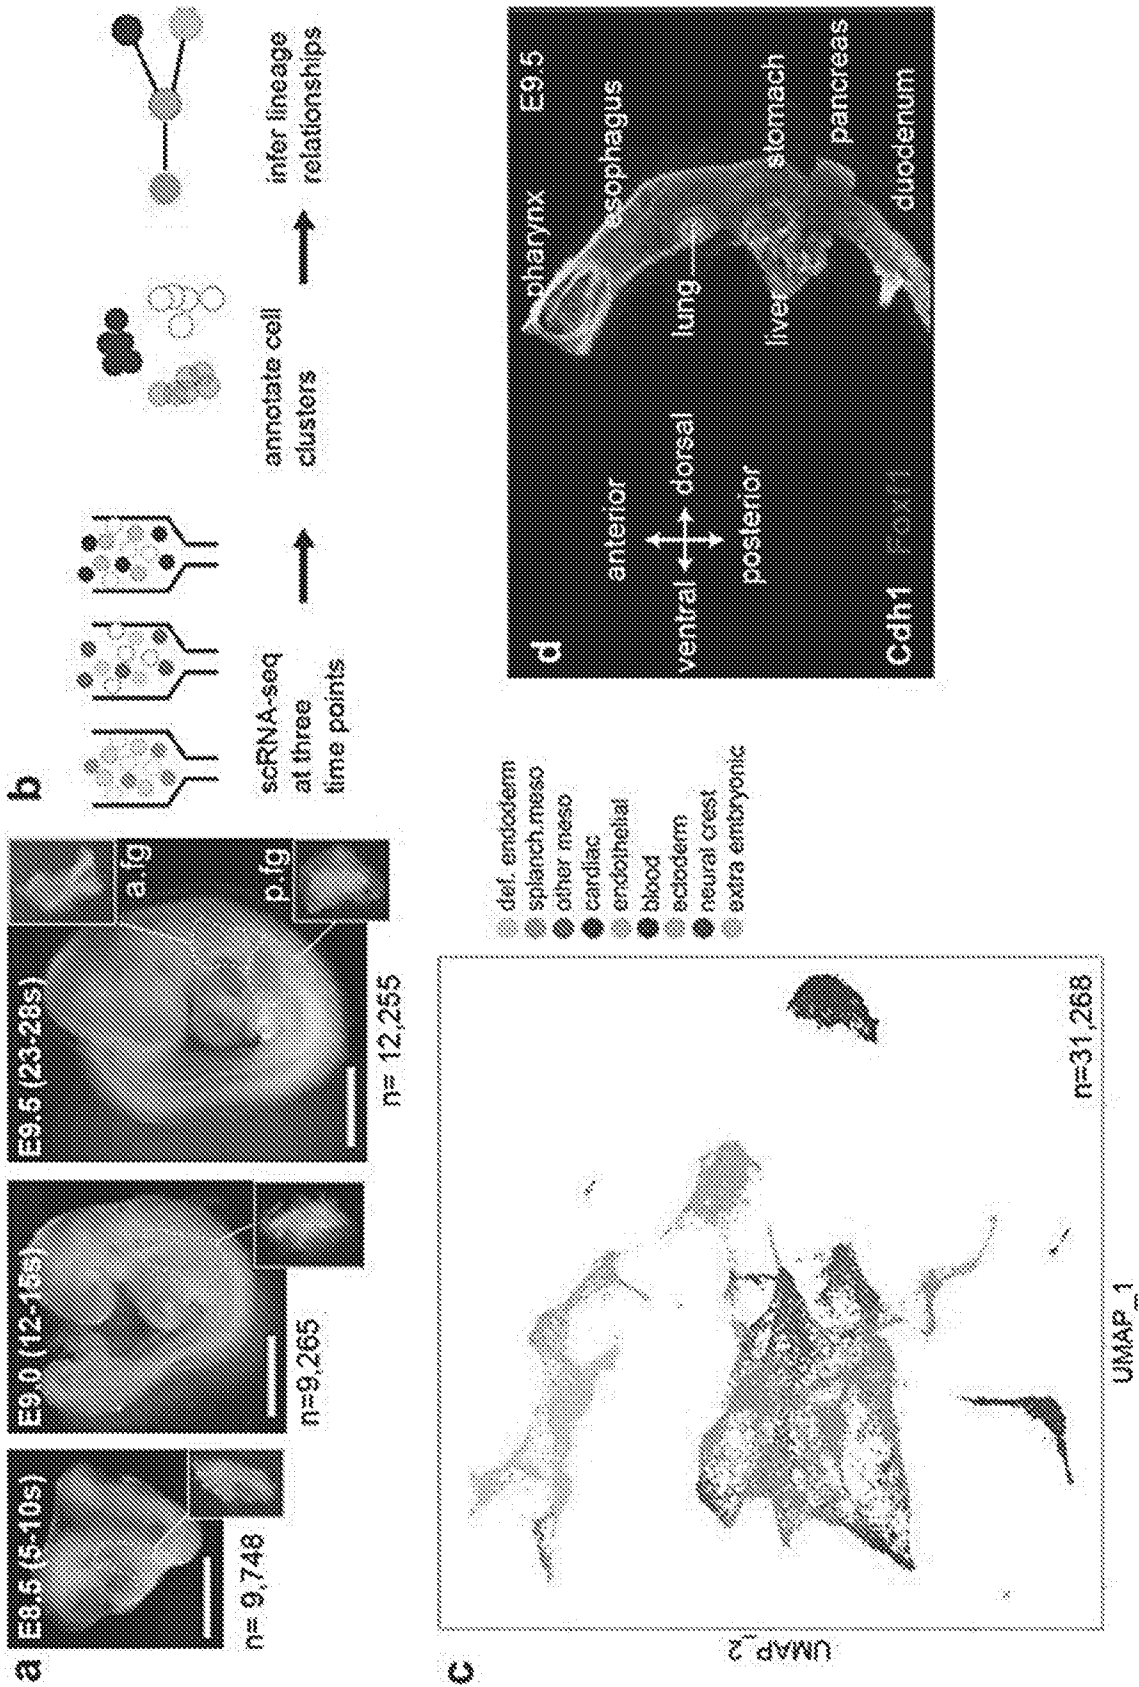 a
E8.5 (5-10s)
n= 9,748
E9.0 (12-15s)
n=9,265
E9.5 (23-28s)
a.fg
p.fg
n= 12,255
b
scRNA-seq
at three
time points
annotate cell
clusters
infer lineage
relationships
c
UMAP_2
UMAP_1
n=31,268
def. endoderm
splanch.meso
other meso
cardiac
endothelial
blood
ectoderm
neural crest
extra embryonic
d
E9.5
anterior
ventral
dorsal
posterior
Cdh1
Foxf1
pharynx
esophagus
lung
liver
stomach
pancreas
duodenum